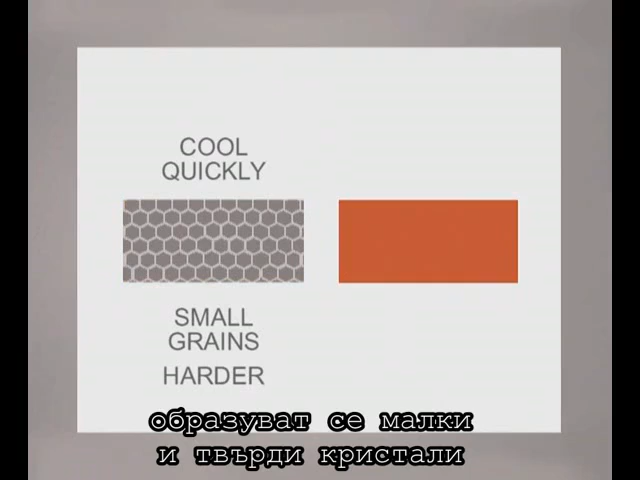 COOL
QUICKLY
SMALL
GRAINS
HARDER
образуват се малки
и твърди кристали